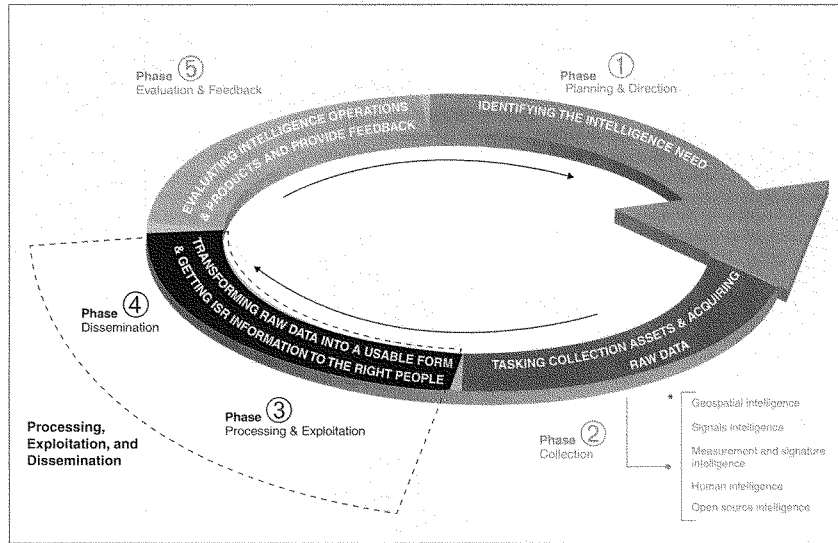 Phase 5
Evaluation & Feedback
Phase 1
Planning & Direction
EVALUATING INTELLIGENCE OPERATIONS
& PRODUCTS AND PROVIDE FEEDBACK
IDENTIFYING THE INTELLIGENCE NEED
TRANSFORMING RAW DATA INTO A USABLE FORM
& GETTING ISR INFORMATION TO THE RIGHT PEOPLE
TASKING COLLECTION ASSETS & ACQUIRING
RAW DATA
Phase 4
Dissemination
Phase 3
Processing & Exploitation
Processing,
Exploitation, and
Dissemination
Phase 2
Collection
Geospatial intelligence
Signals intelligence
Measurement and signature
intelligence
Human intelligence
Open source intelligence